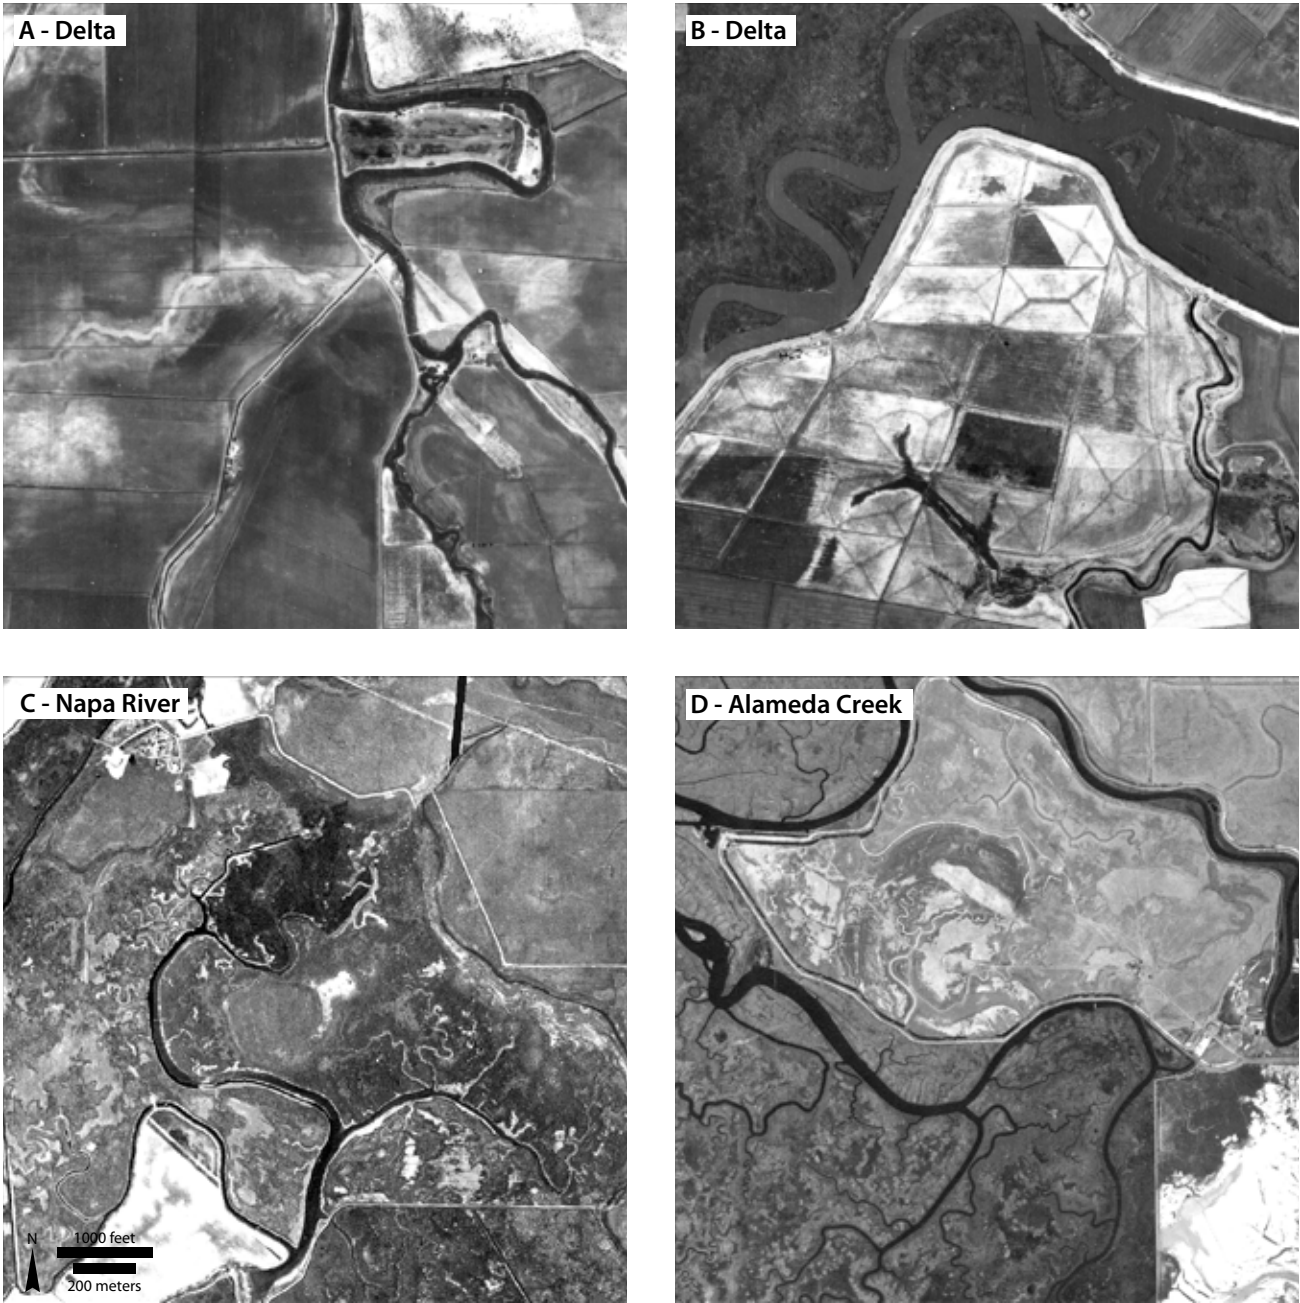 A - Delta
B - Delta
C - Napa River
D - Alameda Creek
N
1000 feet
200 meters